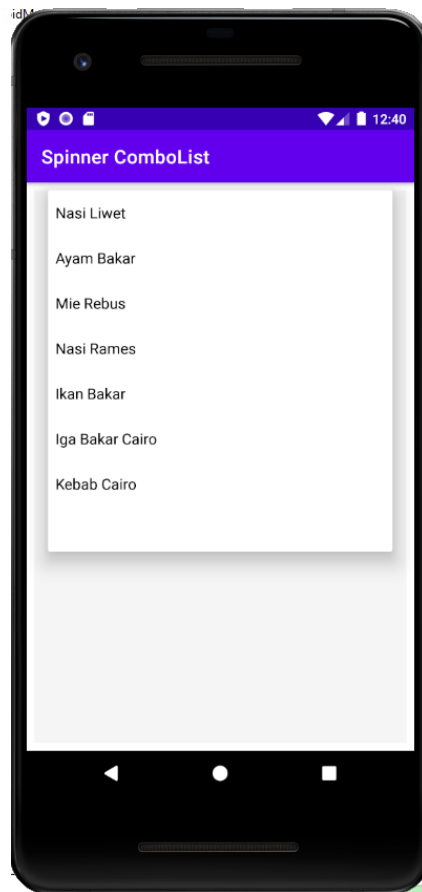 idM
12:40
Spinner ComboList
Nasi Liwet
Ayam Bakar
Mie Rebus
Nasi Rames
Ikan Bakar
Iga Bakar Cairo
Kebab Cairo